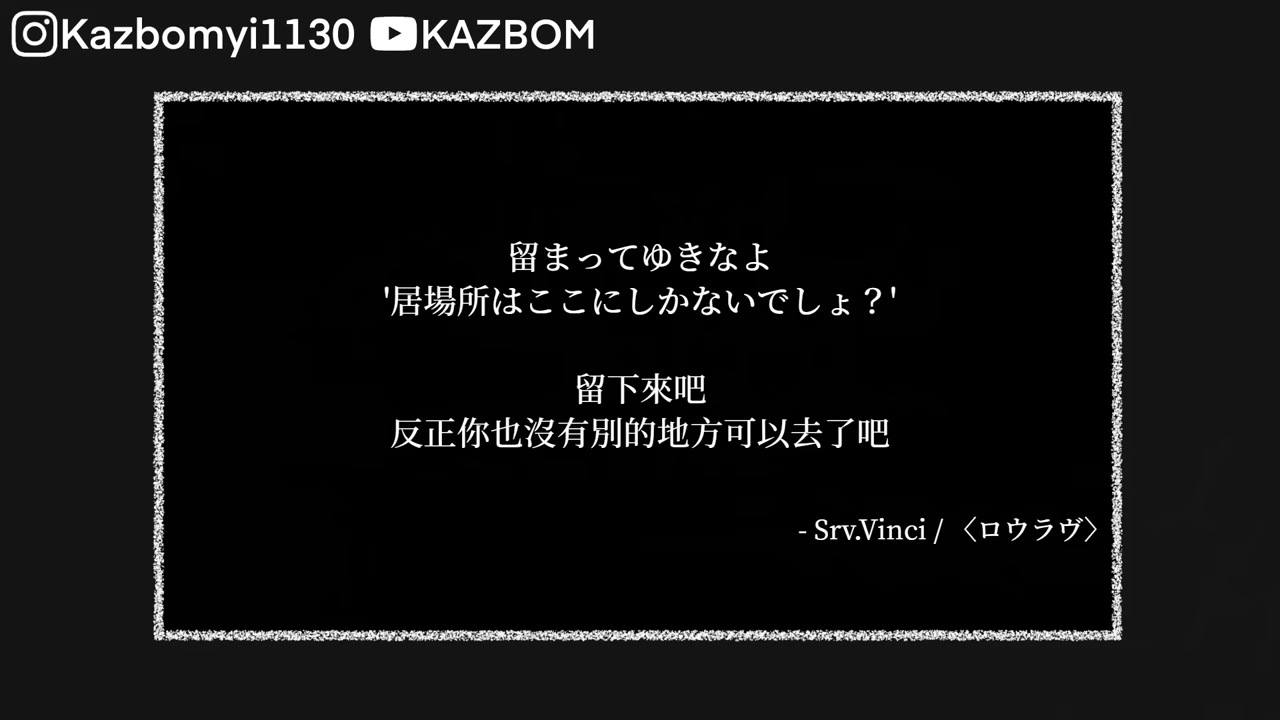 Kazbomyi1130 KAZBOM
留まってゆきなよ
'居場所はここにしかないでしょ？'
留下來吧
反正你也沒有別的地方可以去了吧
- Srv.Vinci / 〈ロウラヴ〉